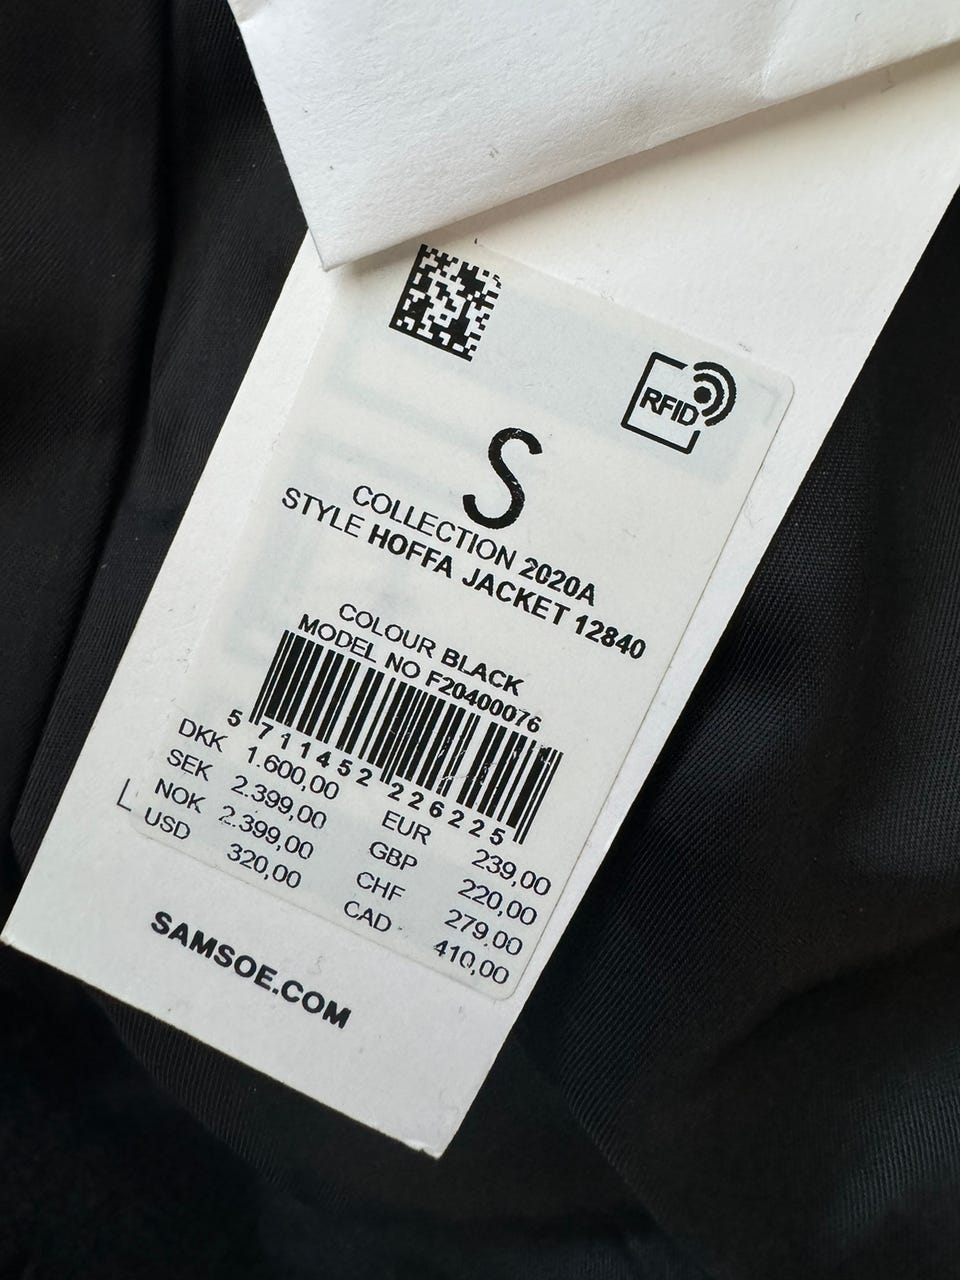 RFID
S
COLLECTION 2020A
STYLE HOFFA JACKET 12840
COLOUR BLACK
MODEL NO F20400076
5 711452 226225
DKK 1.600,00
SEK 2.399,00
NOK 2.399,00
USD 320,00
EUR 239,00
GBP 220,00
CHF 279,00
CAD 410,00
SAMSOE.COM